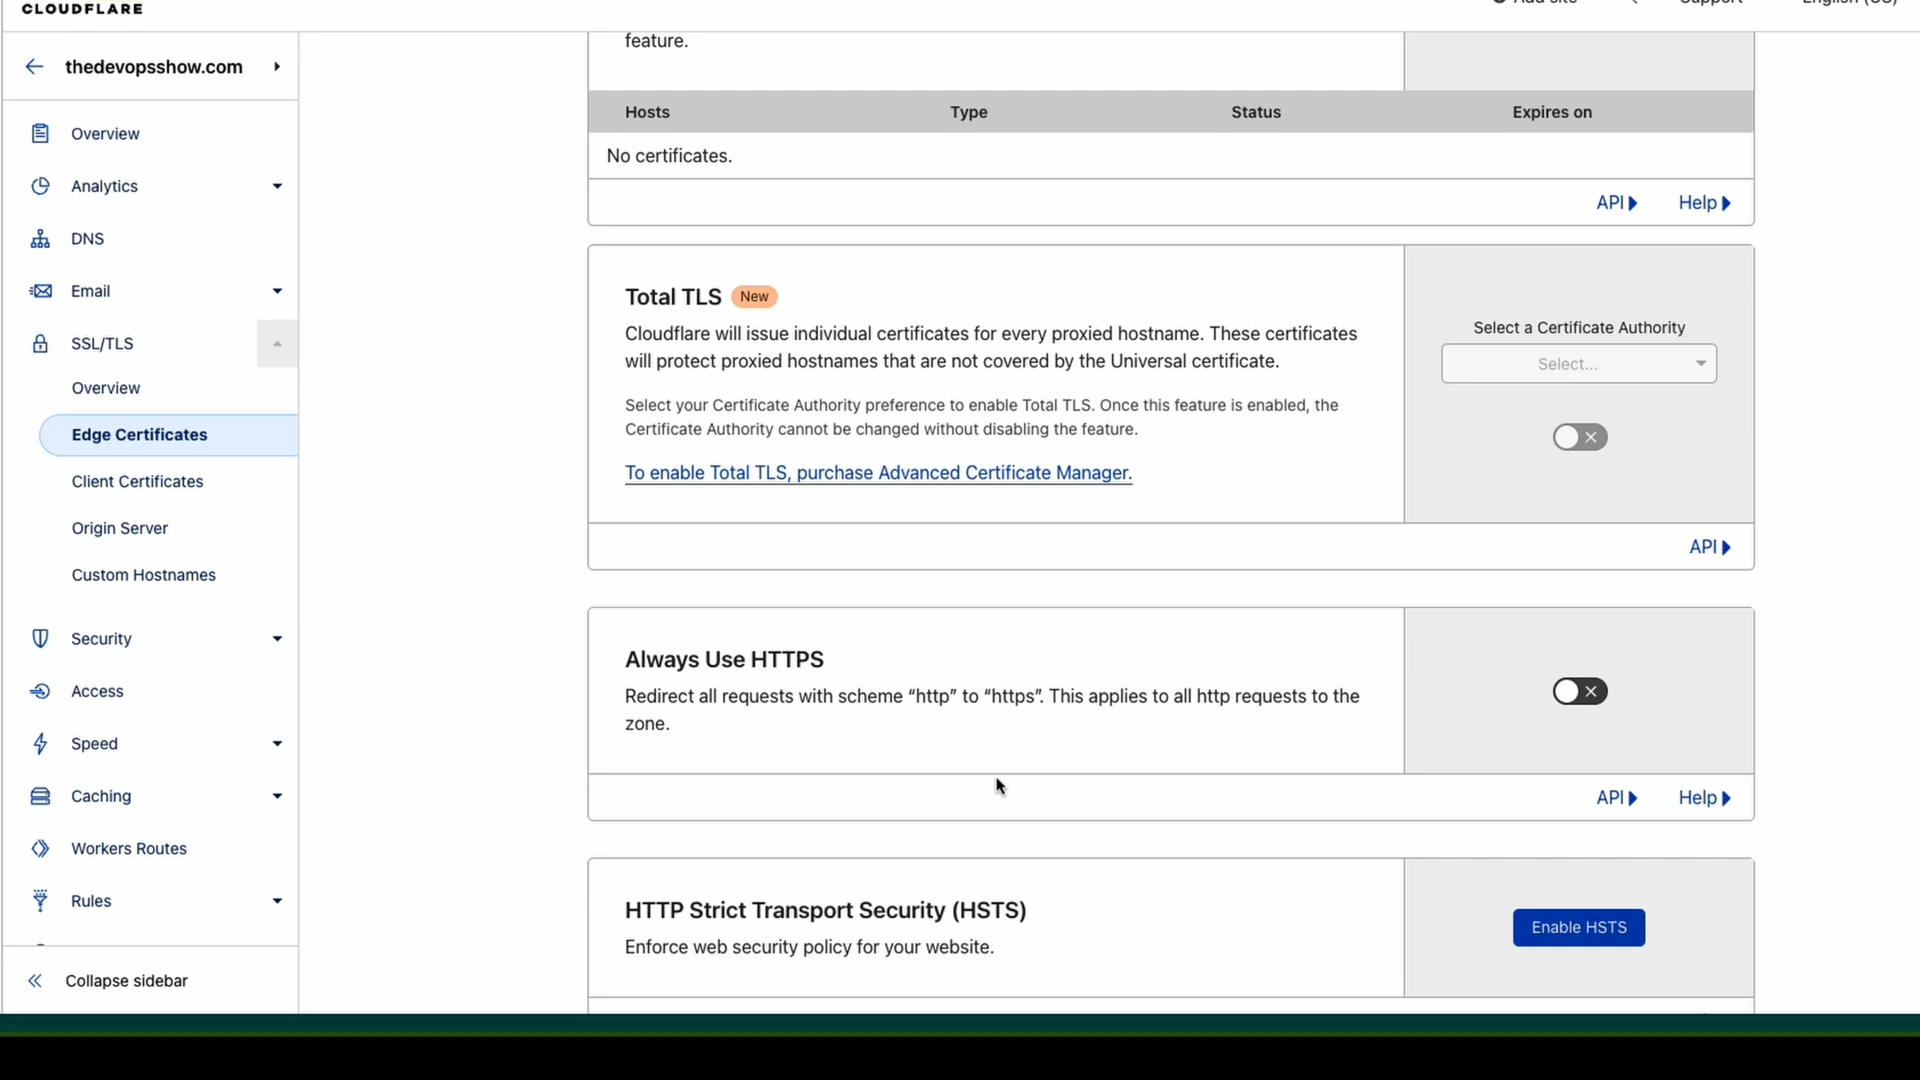 CLOUDFLARE
Add site
Support
English (US)
thedevopsshow.com
Overview
Analytics
DNS
Email
SSL/TLS
Overview
Edge Certificates
Client Certificates
Origin Server
Custom Hostnames
Security
Access
Speed
Caching
Workers Routes
Rules
Collapse sidebar
feature.
Hosts Type Status Expires on
No certificates.
API Help
Total TLS New
Cloudflare will issue individual certificates for every proxied hostname. These certificates
will protect proxied hostnames that are not covered by the Universal certificate.
Select your Certificate Authority preference to enable Total TLS. Once this feature is enabled, the
Certificate Authority cannot be changed without disabling the feature.
To enable Total TLS, purchase Advanced Certificate Manager.
Select a Certificate Authority
Select...
API
Always Use HTTPS
Redirect all requests with scheme “http” to “https”. This applies to all http requests to the
zone.
API Help
HTTP Strict Transport Security (HSTS)
Enforce web security policy for your website.
Enable HSTS